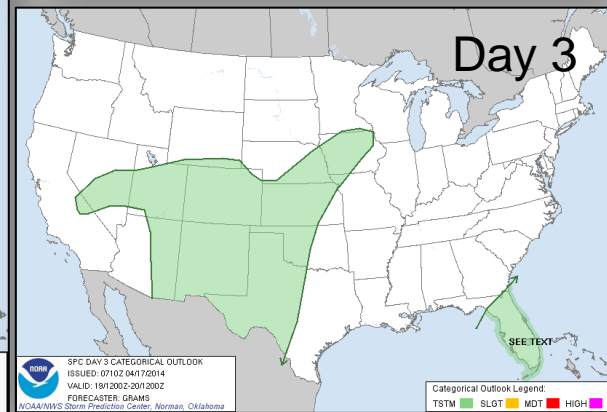 Day 3
SEE TEXT
NOAA
SPC DAY 3 CATEGORICAL OUTLOOK
ISSUED: 0710Z 04/17/2014
VALID: 19/1200Z-20/1200Z
FORECASTER: GRAMS
NOAA/NWS Storm Prediction Center, Norman, Oklahoma
Categorical Outlook Legend:
TSTM SLGT MDT HIGH